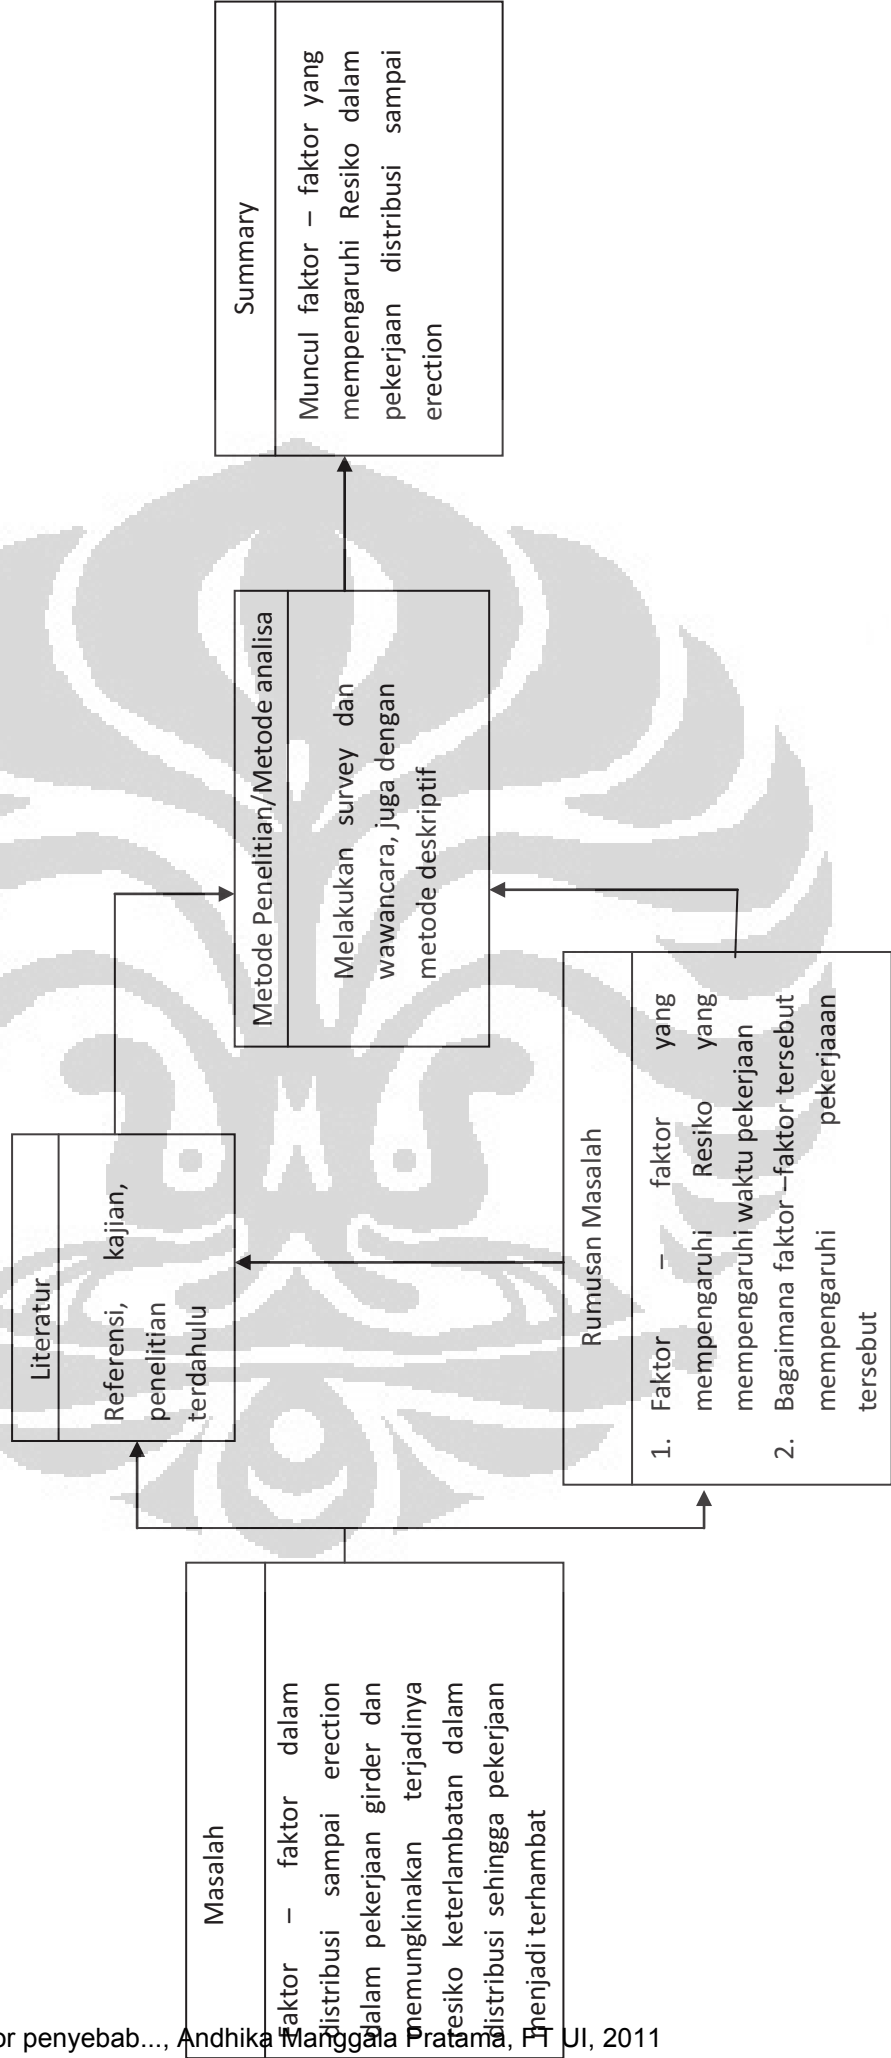 Masalah
Faktor – faktor dalam
distribusi sampai erection
dalam pekerjaan girder dan
memungkinakan terjadinya
resiko keterlambatan dalam
distribusi sehingga pekerjaan
menjadi terhambat
Literatur
Referensi, kajian,
penelitian
terdahulu
Rumusan Masalah
1. Faktor – faktor yang
mempengaruhi Resiko yang
mempengaruhi waktu pekerjaan
2. Bagaimana faktor –faktor tersebut
mempengaruhi pekerjaaan
tersebut
Metode Penelitian/Metode analisa
Melakukan survey dan
wawancara, juga dengan
metode deskriptif
Summary
Muncul faktor – faktor yang
mempengaruhi Resiko dalam
pekerjaan distribusi sampai
erection
or penyebab..., Andhika Manggala Pratama, FT UI, 2011